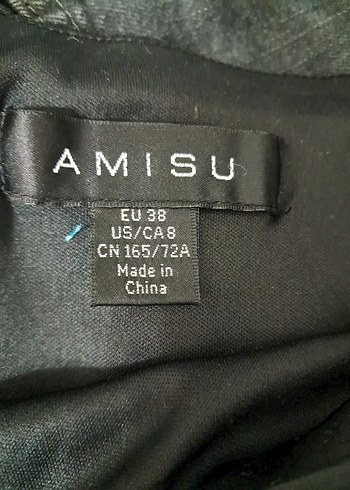 AMISU
EU 38
US/CA 8
CN 165/72A
Made in
China